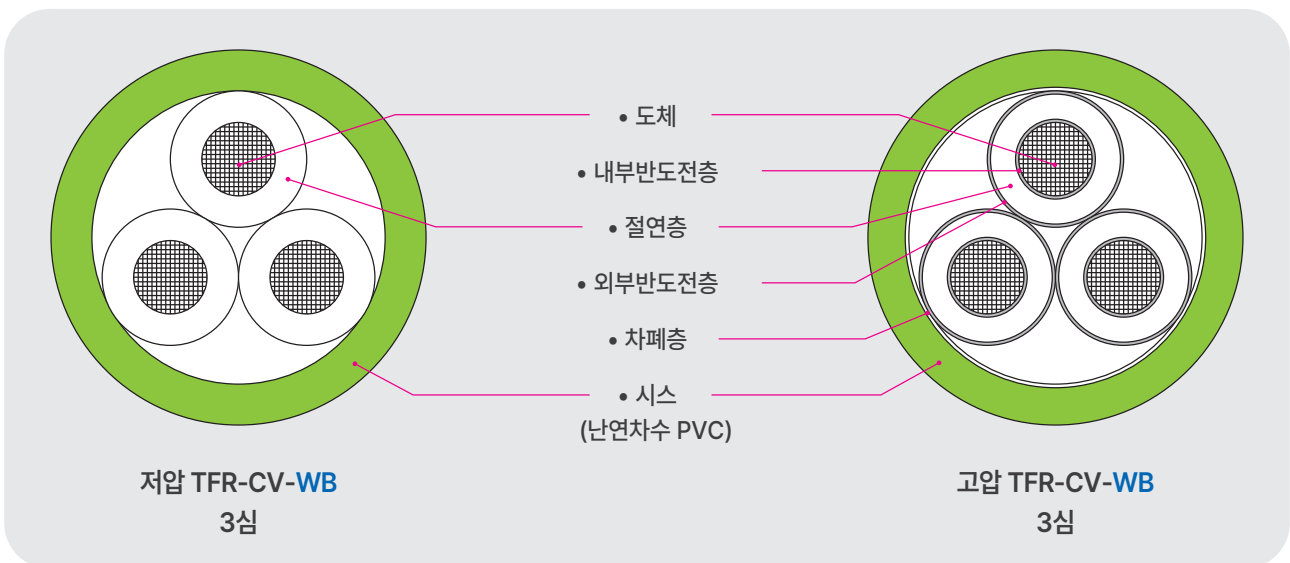 • 도체
• 내부반도전층
• 절연층
• 외부반도전층
• 차폐층
• 시스
(난연차수 PVC)
저압 TFR-CV-WB
3심
고압 TFR-CV-WB
3심